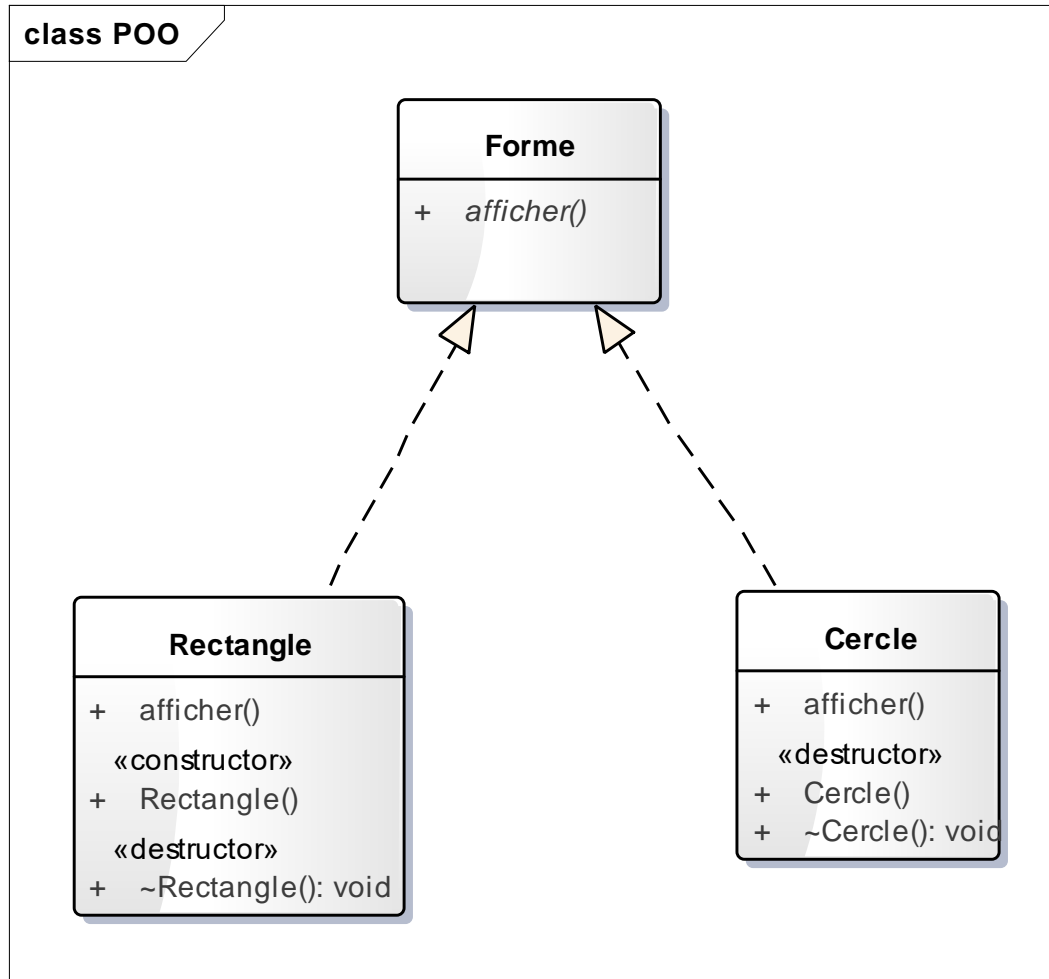 class POO
Forme
+ afficher()
Rectangle
+ afficher()
«constructor»
+ Rectangle()
«destructor»
+ ~Rectangle(): void
Cercle
+ afficher()
«destructor»
+ Cercle()
+ ~Cercle(): void